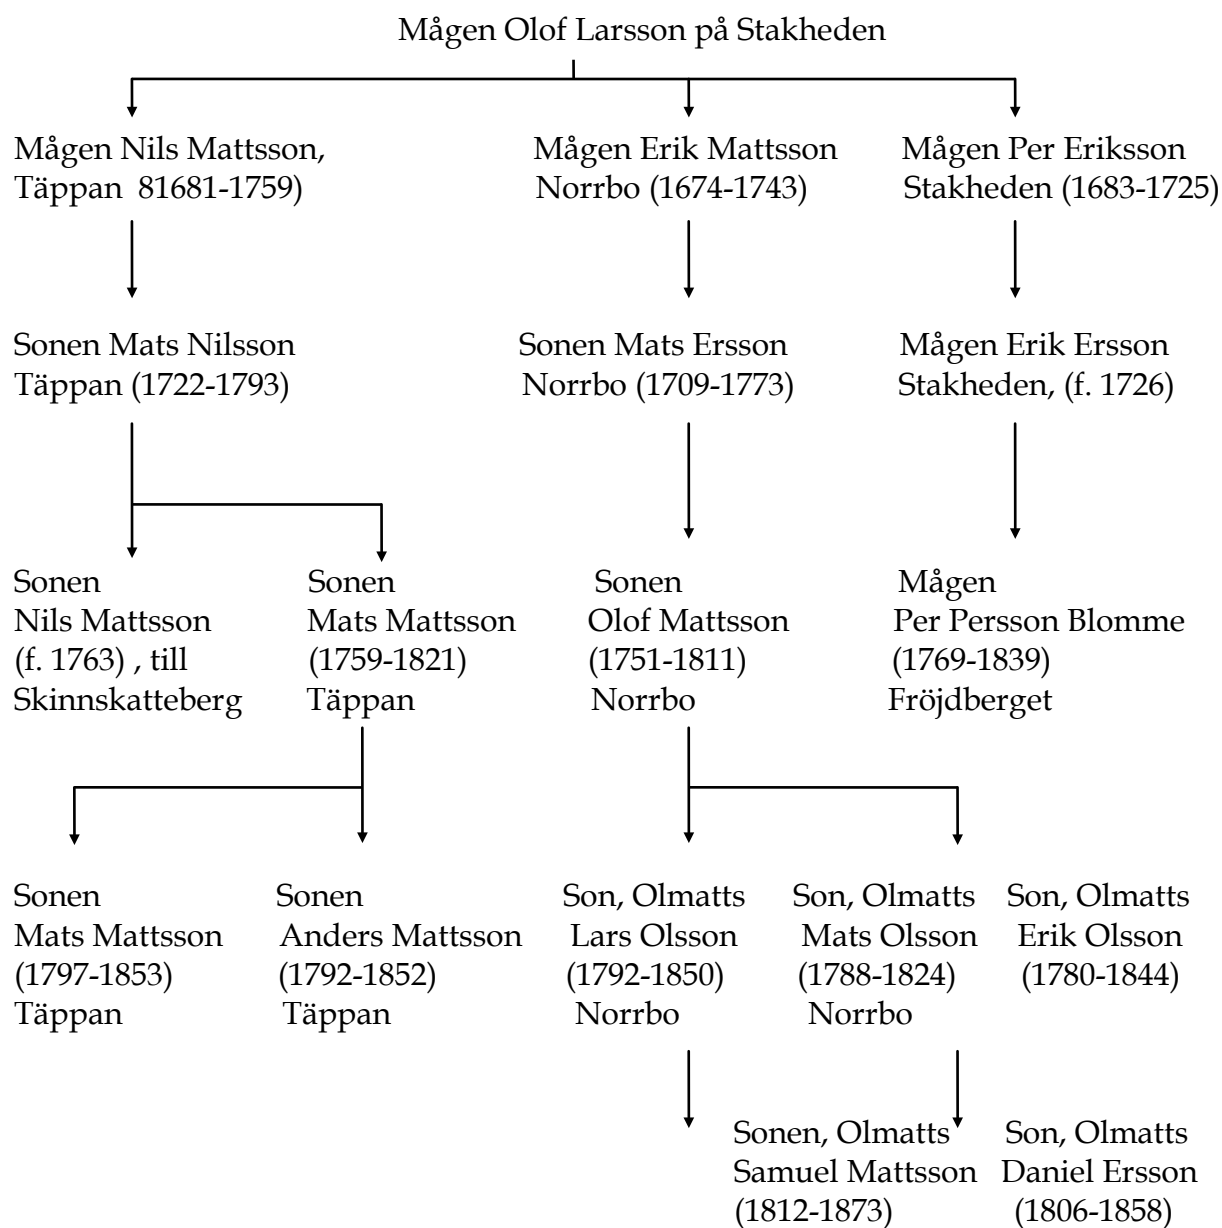 Mågen Olof Larsson på Stakheden
Mågen Nils Mattsson,
Täppan 81681-1759)
Mågen Erik Mattsson
Norrbo (1674-1743)
Mågen Per Eriksson
Stakheden (1683-1725)
Sonen Mats Nilsson
Täppan (1722-1793)
Sonen Mats Ersson
Norrbo (1709-1773)
Mågen Erik Ersson
Stakheden, (f. 1726)
Sonen
Nils Mattsson
(f. 1763) , till
Skinnskatteberg
Sonen
Mats Mattsson
(1759-1821)
Täppan
Sonen
Olof Mattsson
(1751-1811)
Norrbo
Mågen
Per Persson Blomme
(1769-1839)
Fröjdberget
Sonen
Mats Mattsson
(1797-1853)
Täppan
Sonen
Anders Mattsson
(1792-1852)
Täppan
Son, Olmatts
Lars Olsson
(1792-1850)
Norrbo
Son, Olmatts
Mats Olsson
(1788-1824)
Norrbo
Son, Olmatts
Erik Olsson
(1780-1844)
Sonen, Olmatts
Samuel Mattsson
(1812-1873)
Son, Olmatts
Daniel Ersson
(1806-1858)